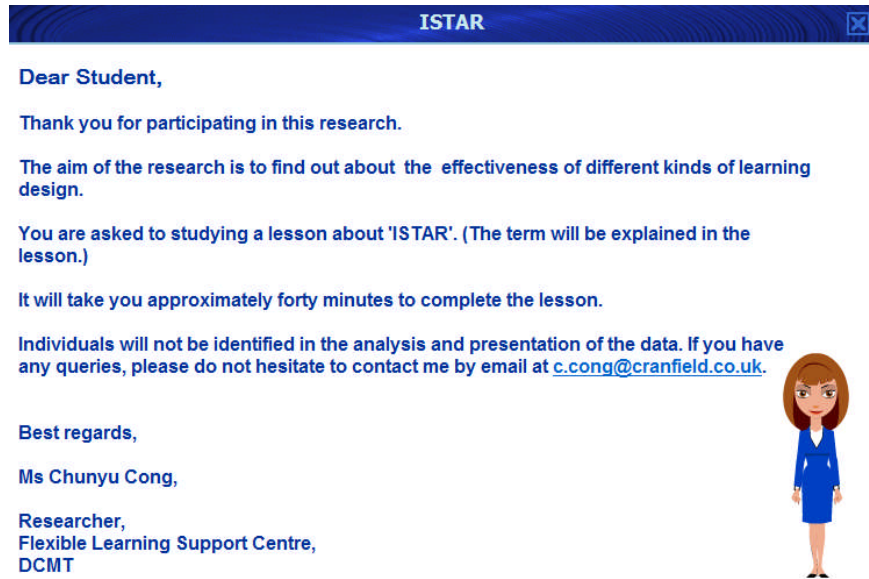 ISTAR
Dear Student,
Thank you for participating in this research.
The aim of the research is to find out about the effectiveness of different kinds of learning
design.
You are asked to studying a lesson about 'ISTAR'. (The term will be explained in the
lesson.)
It will take you approximately forty minutes to complete the lesson.
Individuals will not be identified in the analysis and presentation of the data. If you have
any queries, please do not hesitate to contact me by email at c.cong@cranfield.co.uk.
Best regards,
Ms Chunyu Cong,
Researcher,
Flexible Learning Support Centre,
DCMT